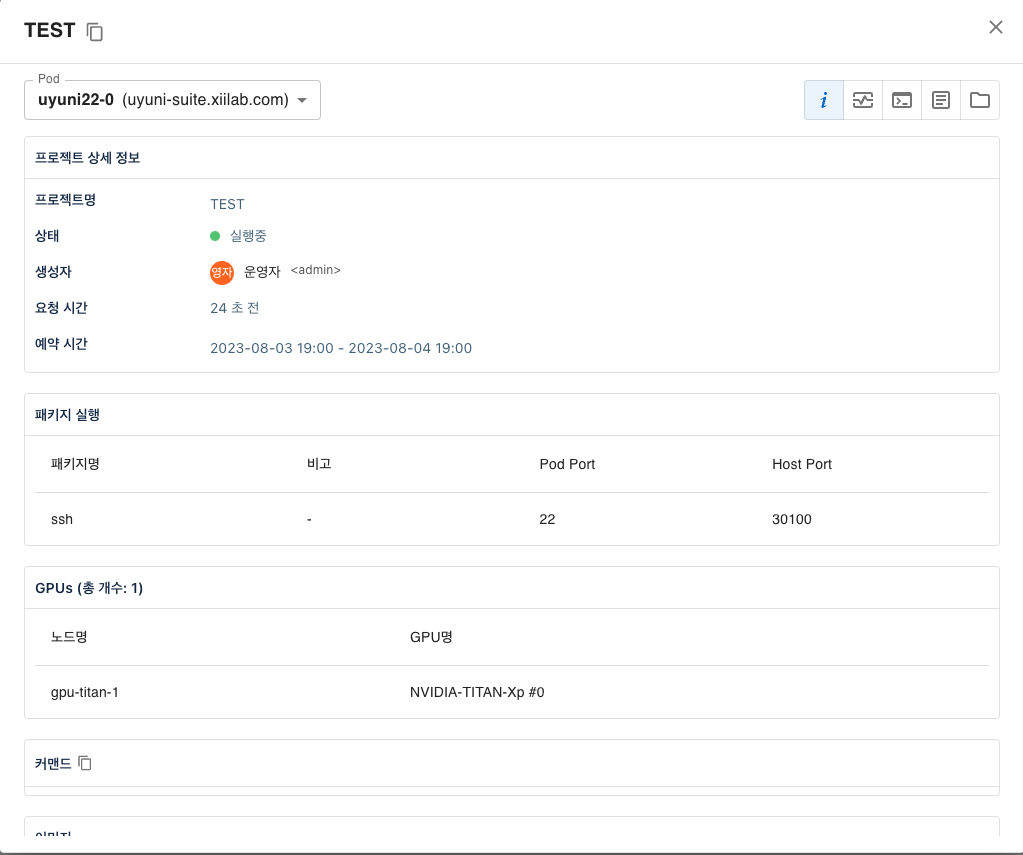 TEST
Pod
uyuni22-0 (uyuni-suite.xiilab.com)
i
프로젝트 상세 정보
프로젝트명 TEST
상태 실행중
생성자 영자 운영자 <admin>
요청 시간 24 초 전
예약 시간 2023-08-03 19:00 - 2023-08-04 19:00
패키지 실행
패키지명 비고 Pod Port Host Port
ssh - 22 30100
GPUs (총 개수: 1)
노드명 GPU명
gpu-titan-1 NVIDIA-TITAN-Xp #0
커맨드